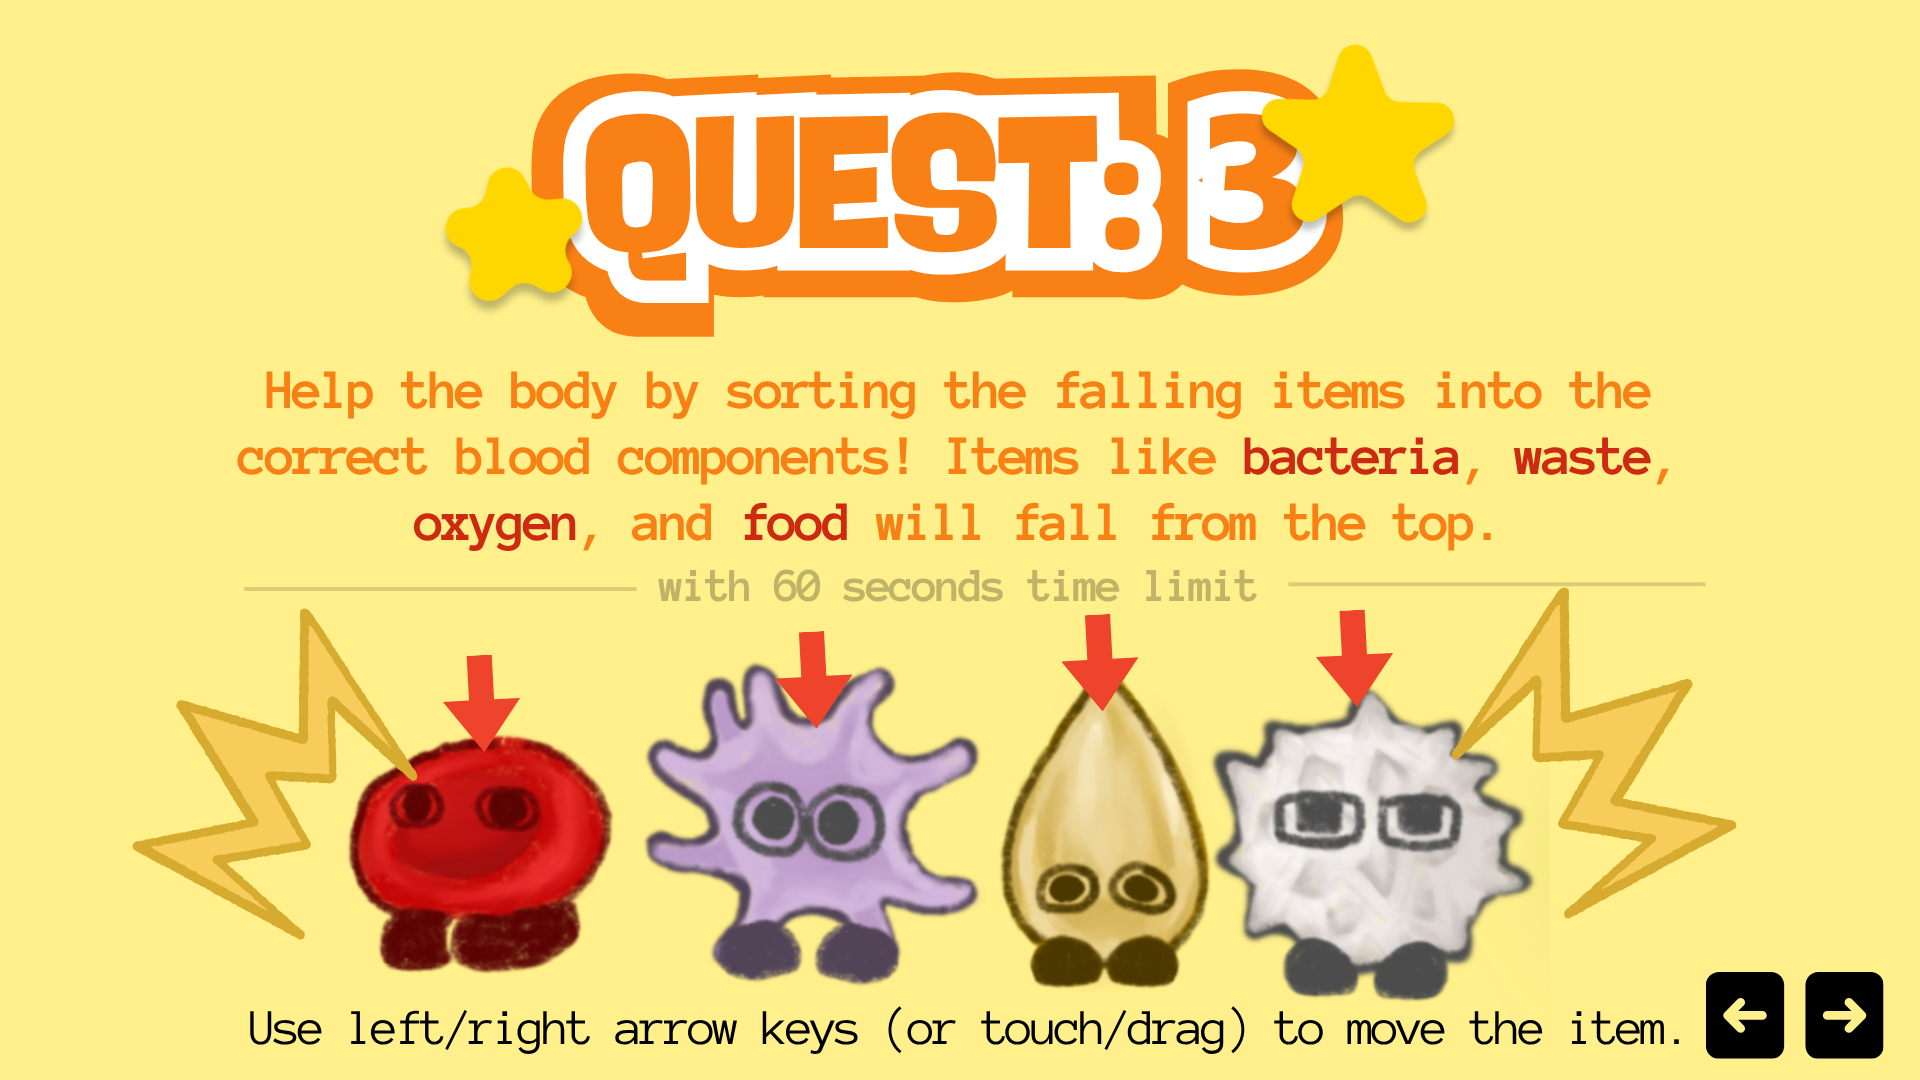 QUEST: 3
Help the body by sorting the falling items into the
correct blood components! Items like bacteria, waste,
oxygen, and food will fall from the top.
with 60 seconds time limit
Use left/right arrow keys (or touch/drag) to move the item.